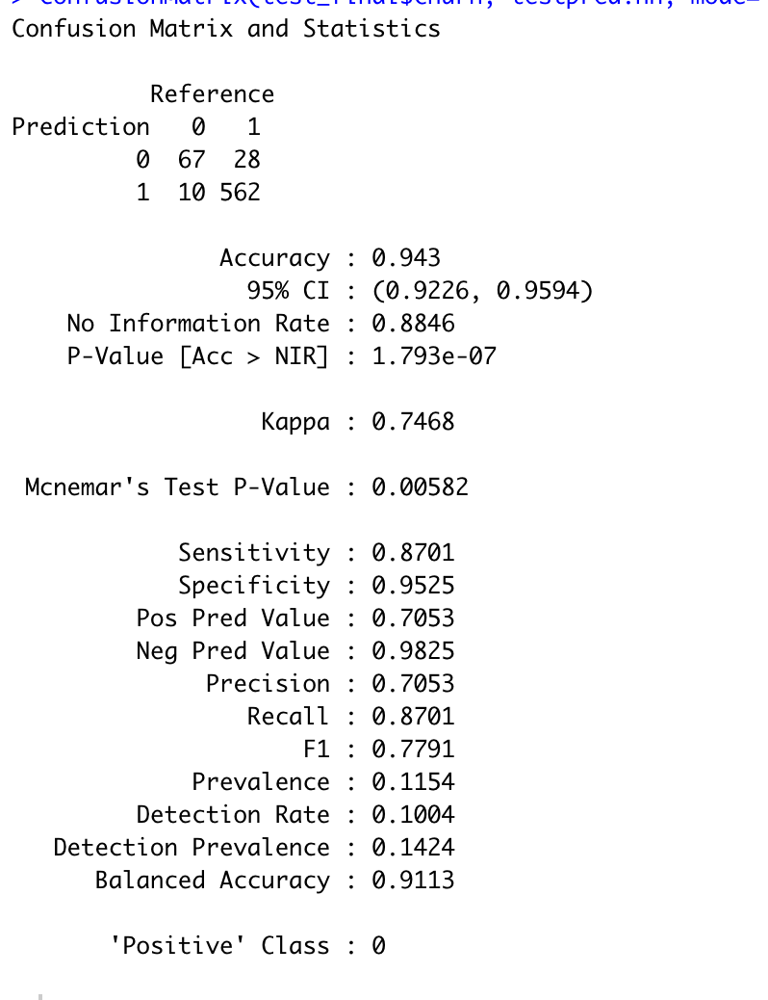 > confusionMatrix(test_final$churn, testpred.nn, mode=
Confusion Matrix and Statistics
Reference
Prediction 0 1
0 67 28
1 10 562
Accuracy : 0.943
95% CI : (0.9226, 0.9594)
No Information Rate : 0.8846
P-Value [Acc > NIR] : 1.793e-07
Kappa : 0.7468
Mcnemar's Test P-Value : 0.00582
Sensitivity : 0.8701
Specificity : 0.9525
Pos Pred Value : 0.7053
Neg Pred Value : 0.9825
Precision : 0.7053
Recall : 0.8701
F1 : 0.7791
Prevalence : 0.1154
Detection Rate : 0.1004
Detection Prevalence : 0.1424
Balanced Accuracy : 0.9113
'Positive' Class : 0